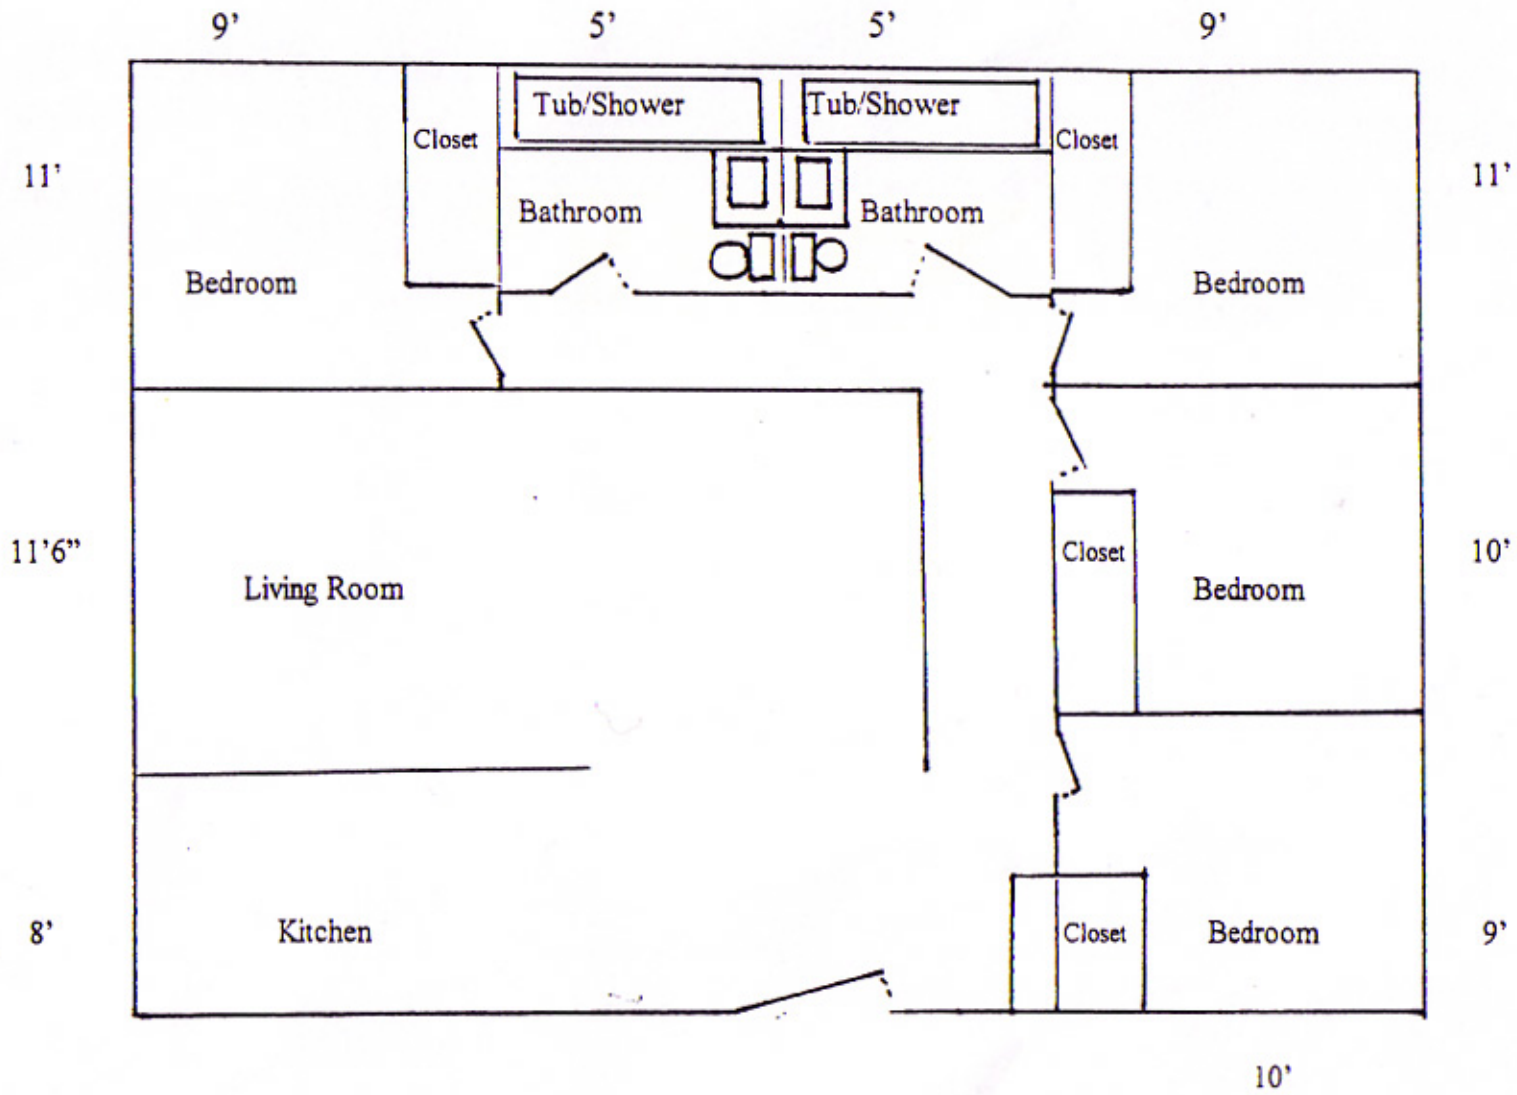 9’ 5’ 5’ 9’
Tub/Shower Tub/Shower
Closet Closet
11’ 11’
Bathroom Bathroom
Bedroom Bedroom
11’6” Closet 10’
Living Room Bedroom
8’ Kitchen Closet Bedroom 9’
10’